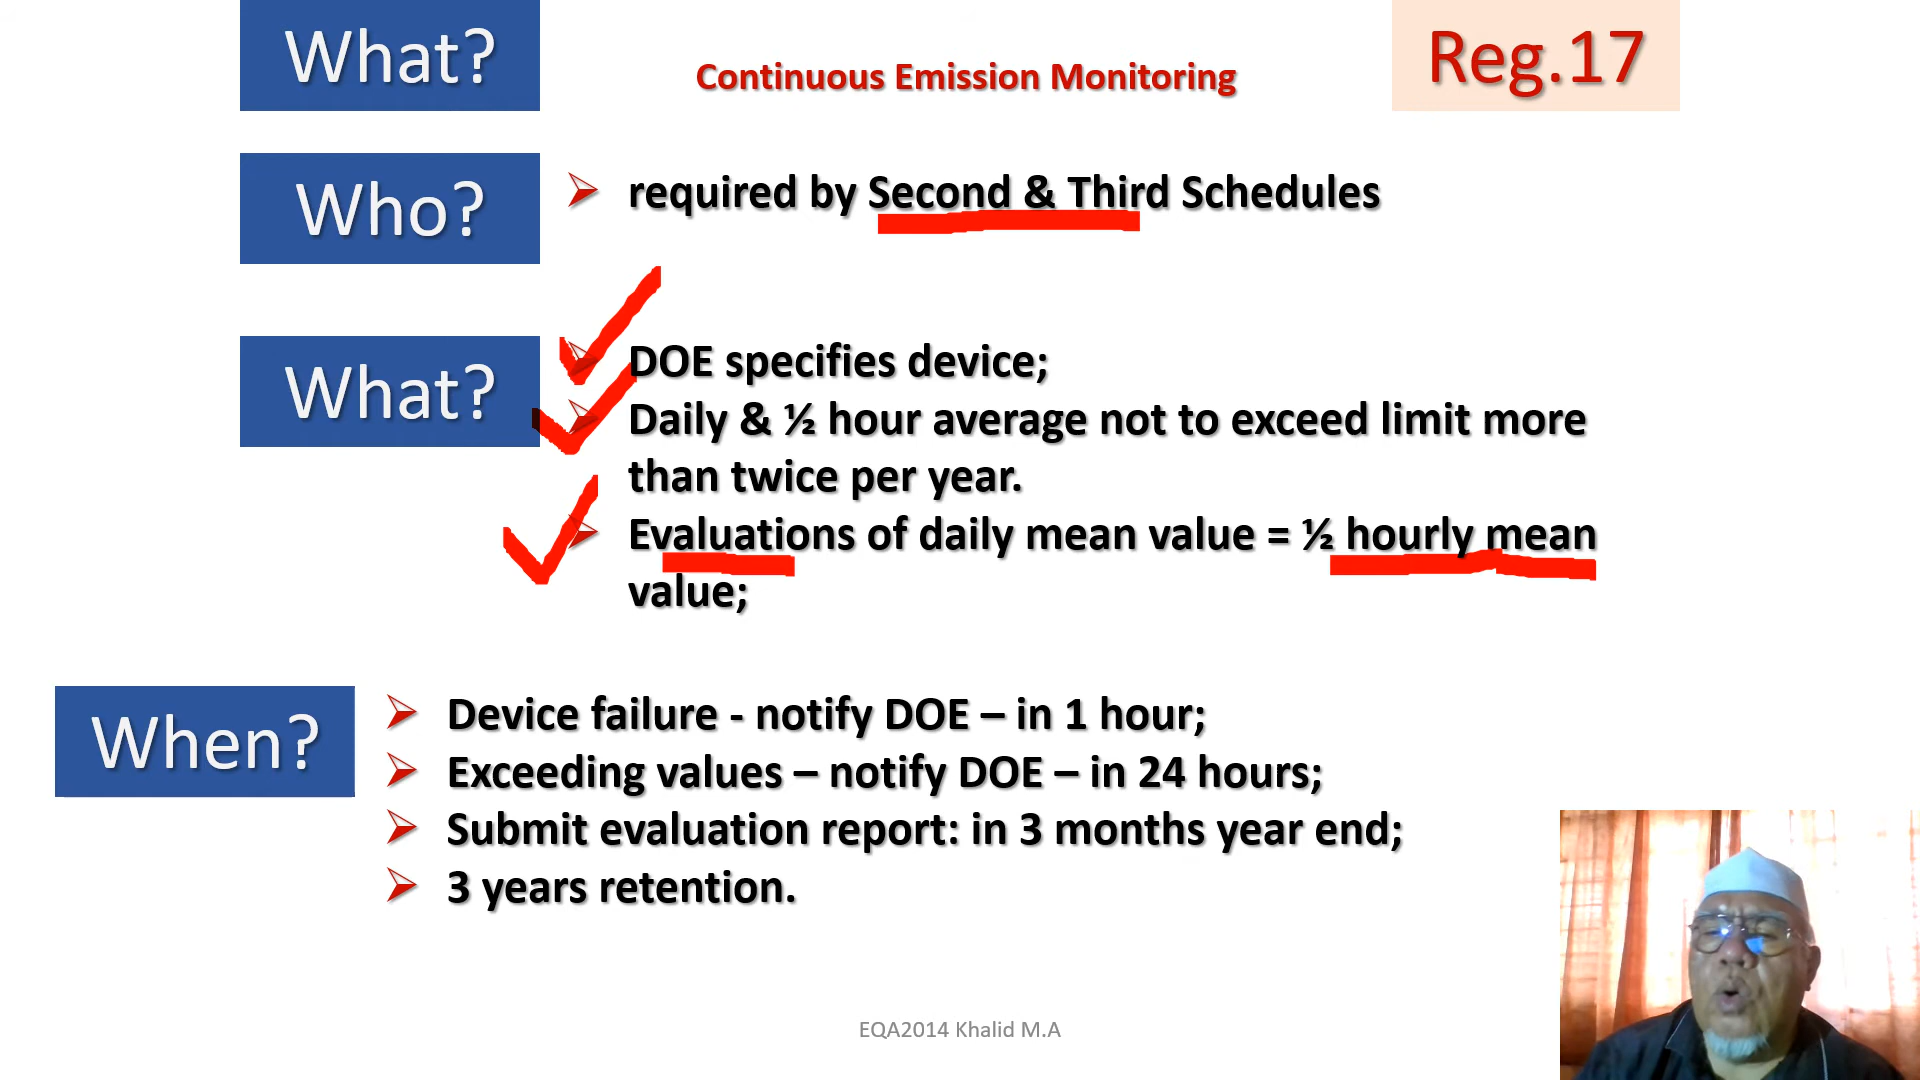 What?
Continuous Emission Monitoring
Reg.17
Who?
required by Second & Third Schedules
What?
DOE specifies device;
Daily & ½ hour average not to exceed limit more
than twice per year.
Evaluations of daily mean value = ½ hourly mean
value;
When?
Device failure - notify DOE – in 1 hour;
Exceeding values – notify DOE – in 24 hours;
Submit evaluation report: in 3 months year end;
3 years retention.
EQA2014 Khalid M.A